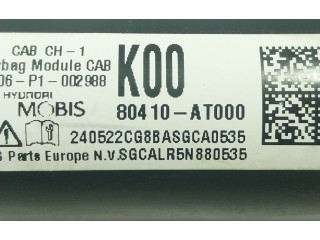 CAB CH-1
bag Module CAB
06-P1-002988
K00
HYUNDAI
MOBIS
80410-AT000
240522CG8BASGCA0535
Parts Europe N.V.SGCALR5N880535